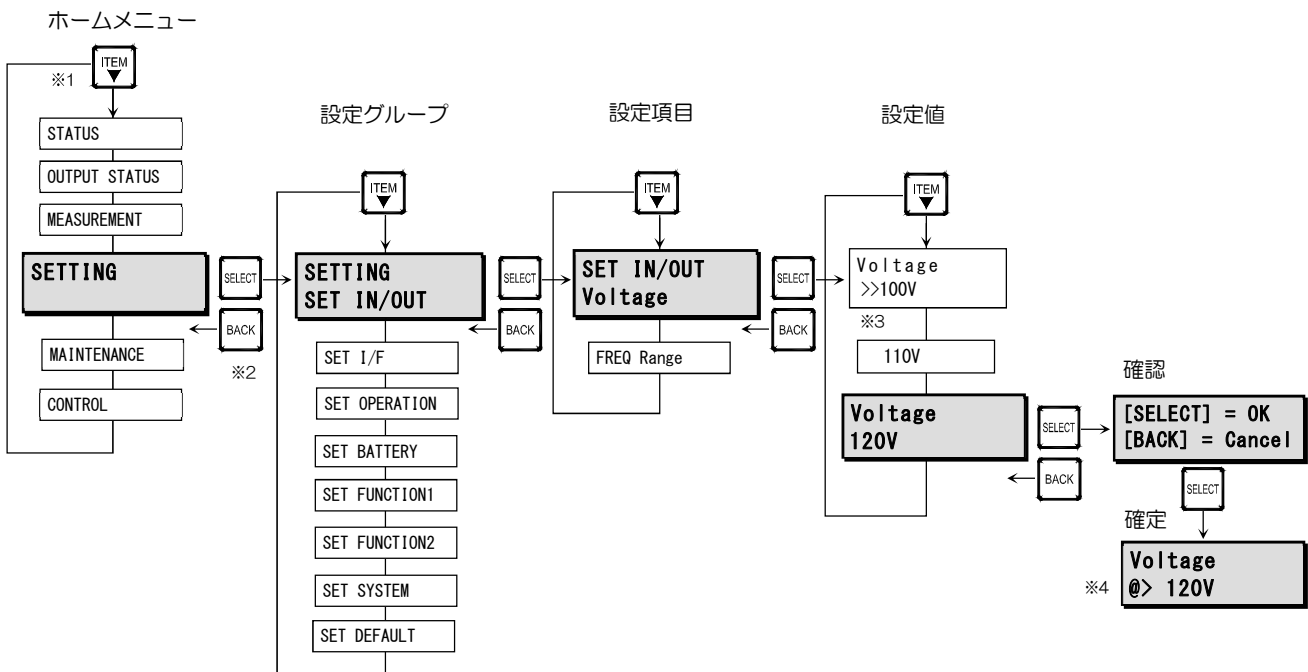 ホームメニュー
ITEM
※1
STATUS
OUTPUT STATUS
MEASUREMENT
SETTING
MAINTENANCE
CONTROL
SELECT
BACK
※2
設定グループ
ITEM
SETTING
SET IN/OUT
SET I/F
SET OPERATION
SET BATTERY
SET FUNCTION1
SET FUNCTION2
SET SYSTEM
SET DEFAULT
SELECT
BACK
設定項目
ITEM
SET IN/OUT
Voltage
FREQ Range
SELECT
BACK
設定値
ITEM
Voltage
>>100V
※3
110V
Voltage
120V
SELECT
BACK
確認
[SELECT] = OK
[BACK] = Cancel
SELECT
確定
※4
Voltage
@> 120V